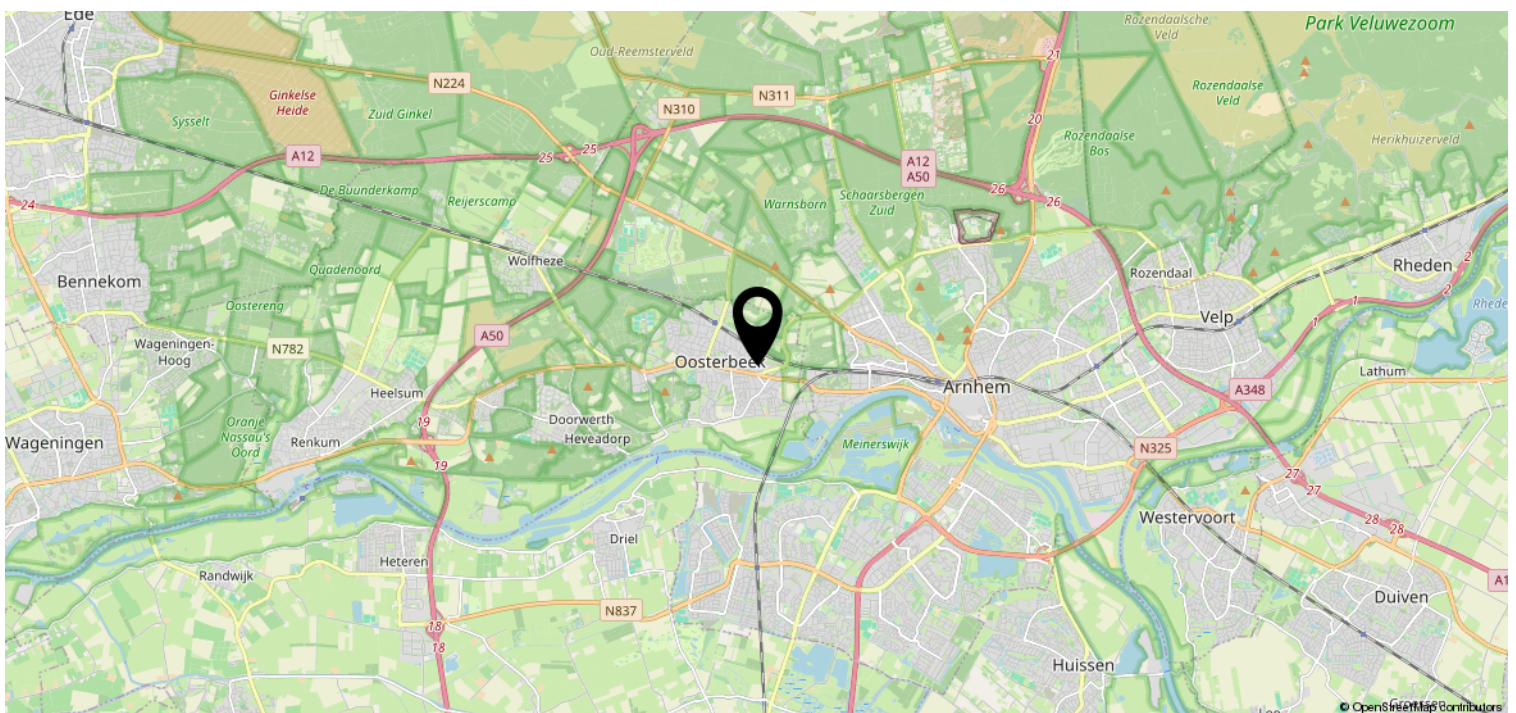 Ede
Rozendaalsche
Veld
Park Veluwezoom
Oud-Reemsterveld
21
N224
Ginkelse
Heide
N310
N311
Rozendaalse
Veld
Sysselt
Zuid Ginkel
20
Rozendaalse
Bos
Herikhuizerveld
A12
25
25
A12
A50
De Buunderkamp
Reijerscamp
Warnsborn
Schaarsbergen
Zuid
26
26
24
Wolfheze
Quadenoord
Bennekom
Rozendaal
Rheden
2
2
Oostereng
1
1
Rhede
A50
Velp
Wageningen-
Hoog
N782
Oosterbeek
Lathum
Heelsum
Arnhem
A348
19
Oranje
Nassau's
Oord
Doorwerth
Heveadorp
Wageningen
Renkum
Meinerswijk
N325
19
27
27
Westervoort
28
28
Driel
Heteren
Randwijk
A1
N837
Duiven
18
18
Huissen
Loo
Groessen
© OpenStreetMap contributors